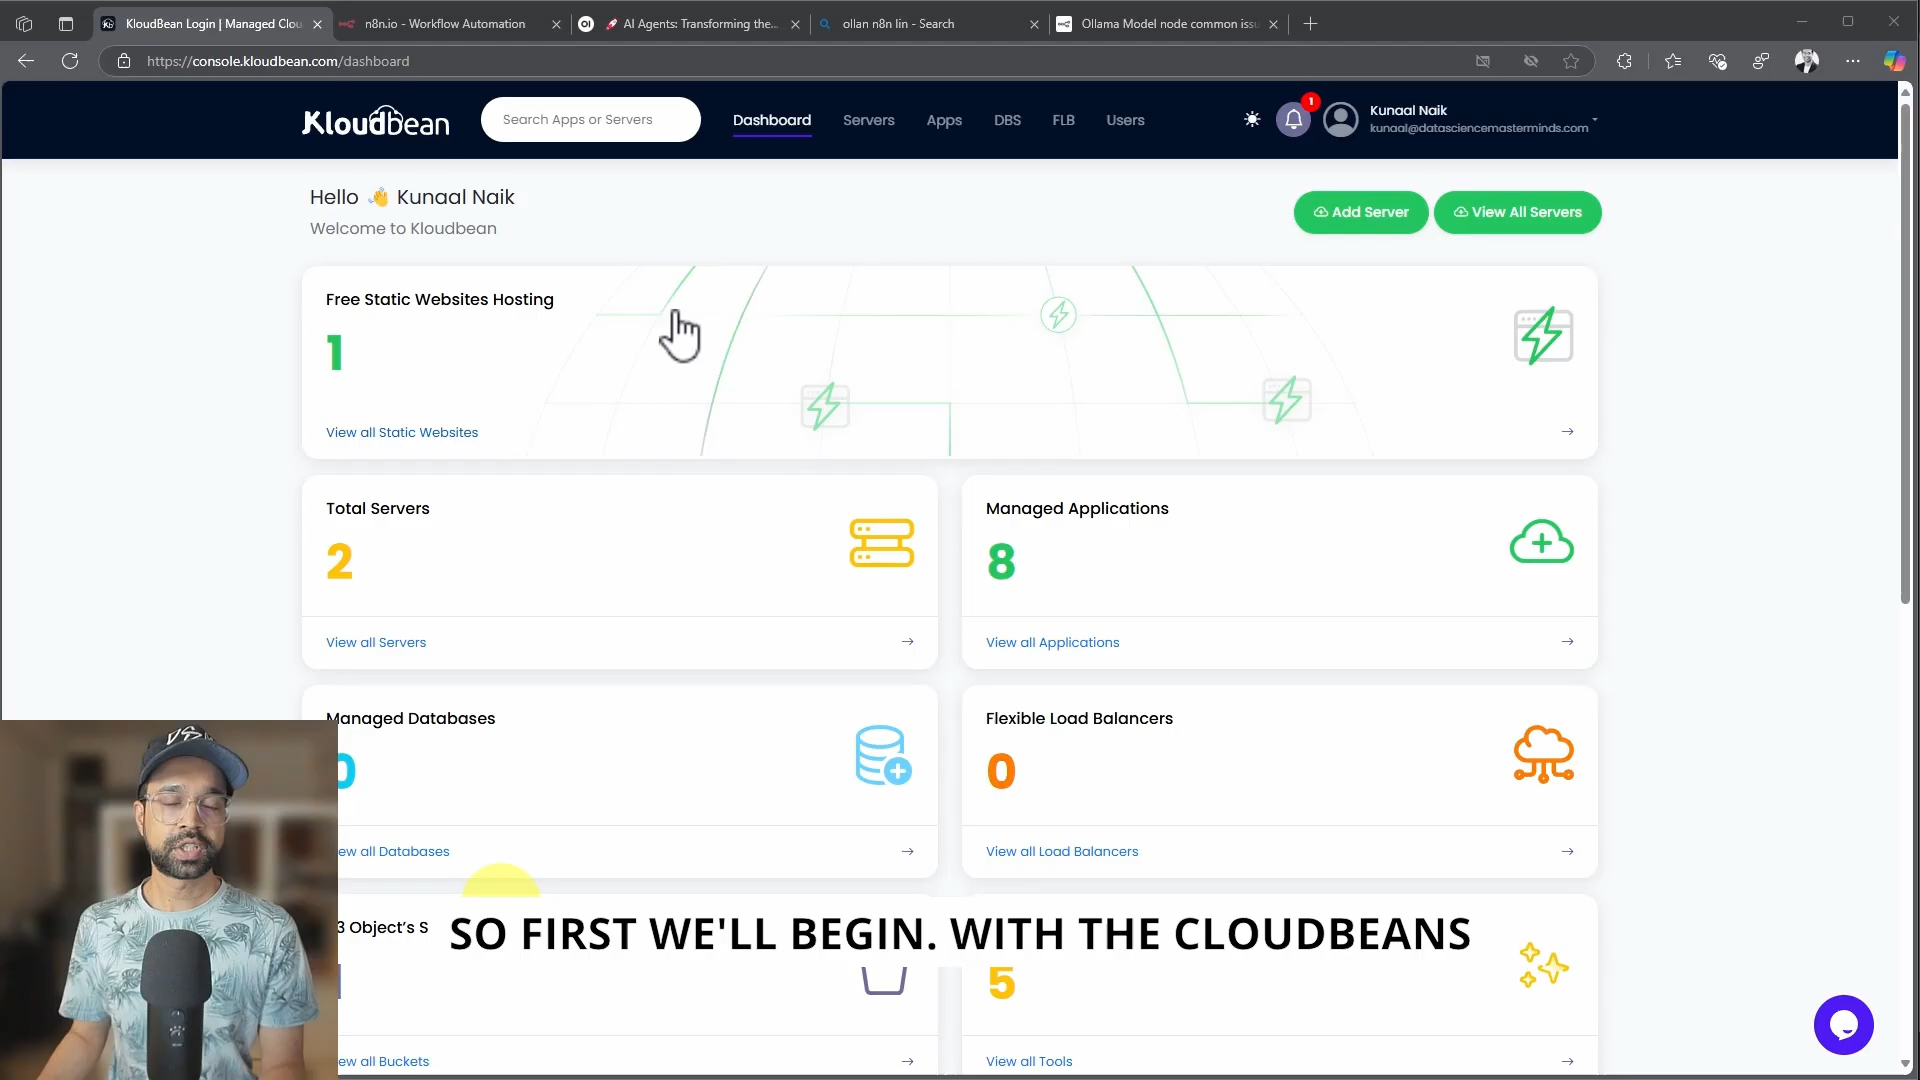 KloudBean Login | Managed Clou
n8n.io - Workflow Automation
AI Agents: Transforming the...
ollan n8n lin - Search
Ollama Model node common issu
https://console.kloudbean.com/dashboard
Kloudbean
Search Apps or Servers
Dashboard
Servers
Apps
DBS
FLB
Users
1
Kunaal Naik
kunaal@datasciencemasterminds.com
Hello 👋 Kunaal Naik
Welcome to Kloudbean
Add Server
View All Servers
Free Static Websites Hosting
1
View all Static Websites
Total Servers
2
View all Servers
Managed Applications
8
View all Applications
Managed Databases
0
ew all Databases
Flexible Load Balancers
0
View all Load Balancers
3 Object's S
SO FIRST WE'LL BEGIN. WITH THE CLOUDBEANS
5
ew all Buckets
View all Tools